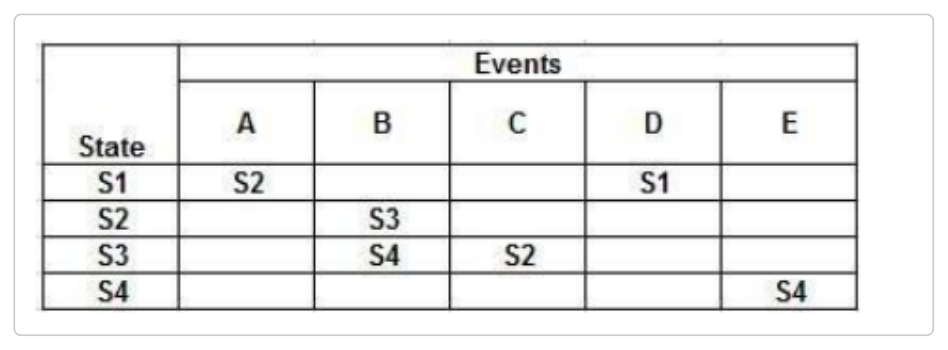 Events
State A B C D E
S1 S2 S1
S2 S3
S3 S4 S2
S4 S4